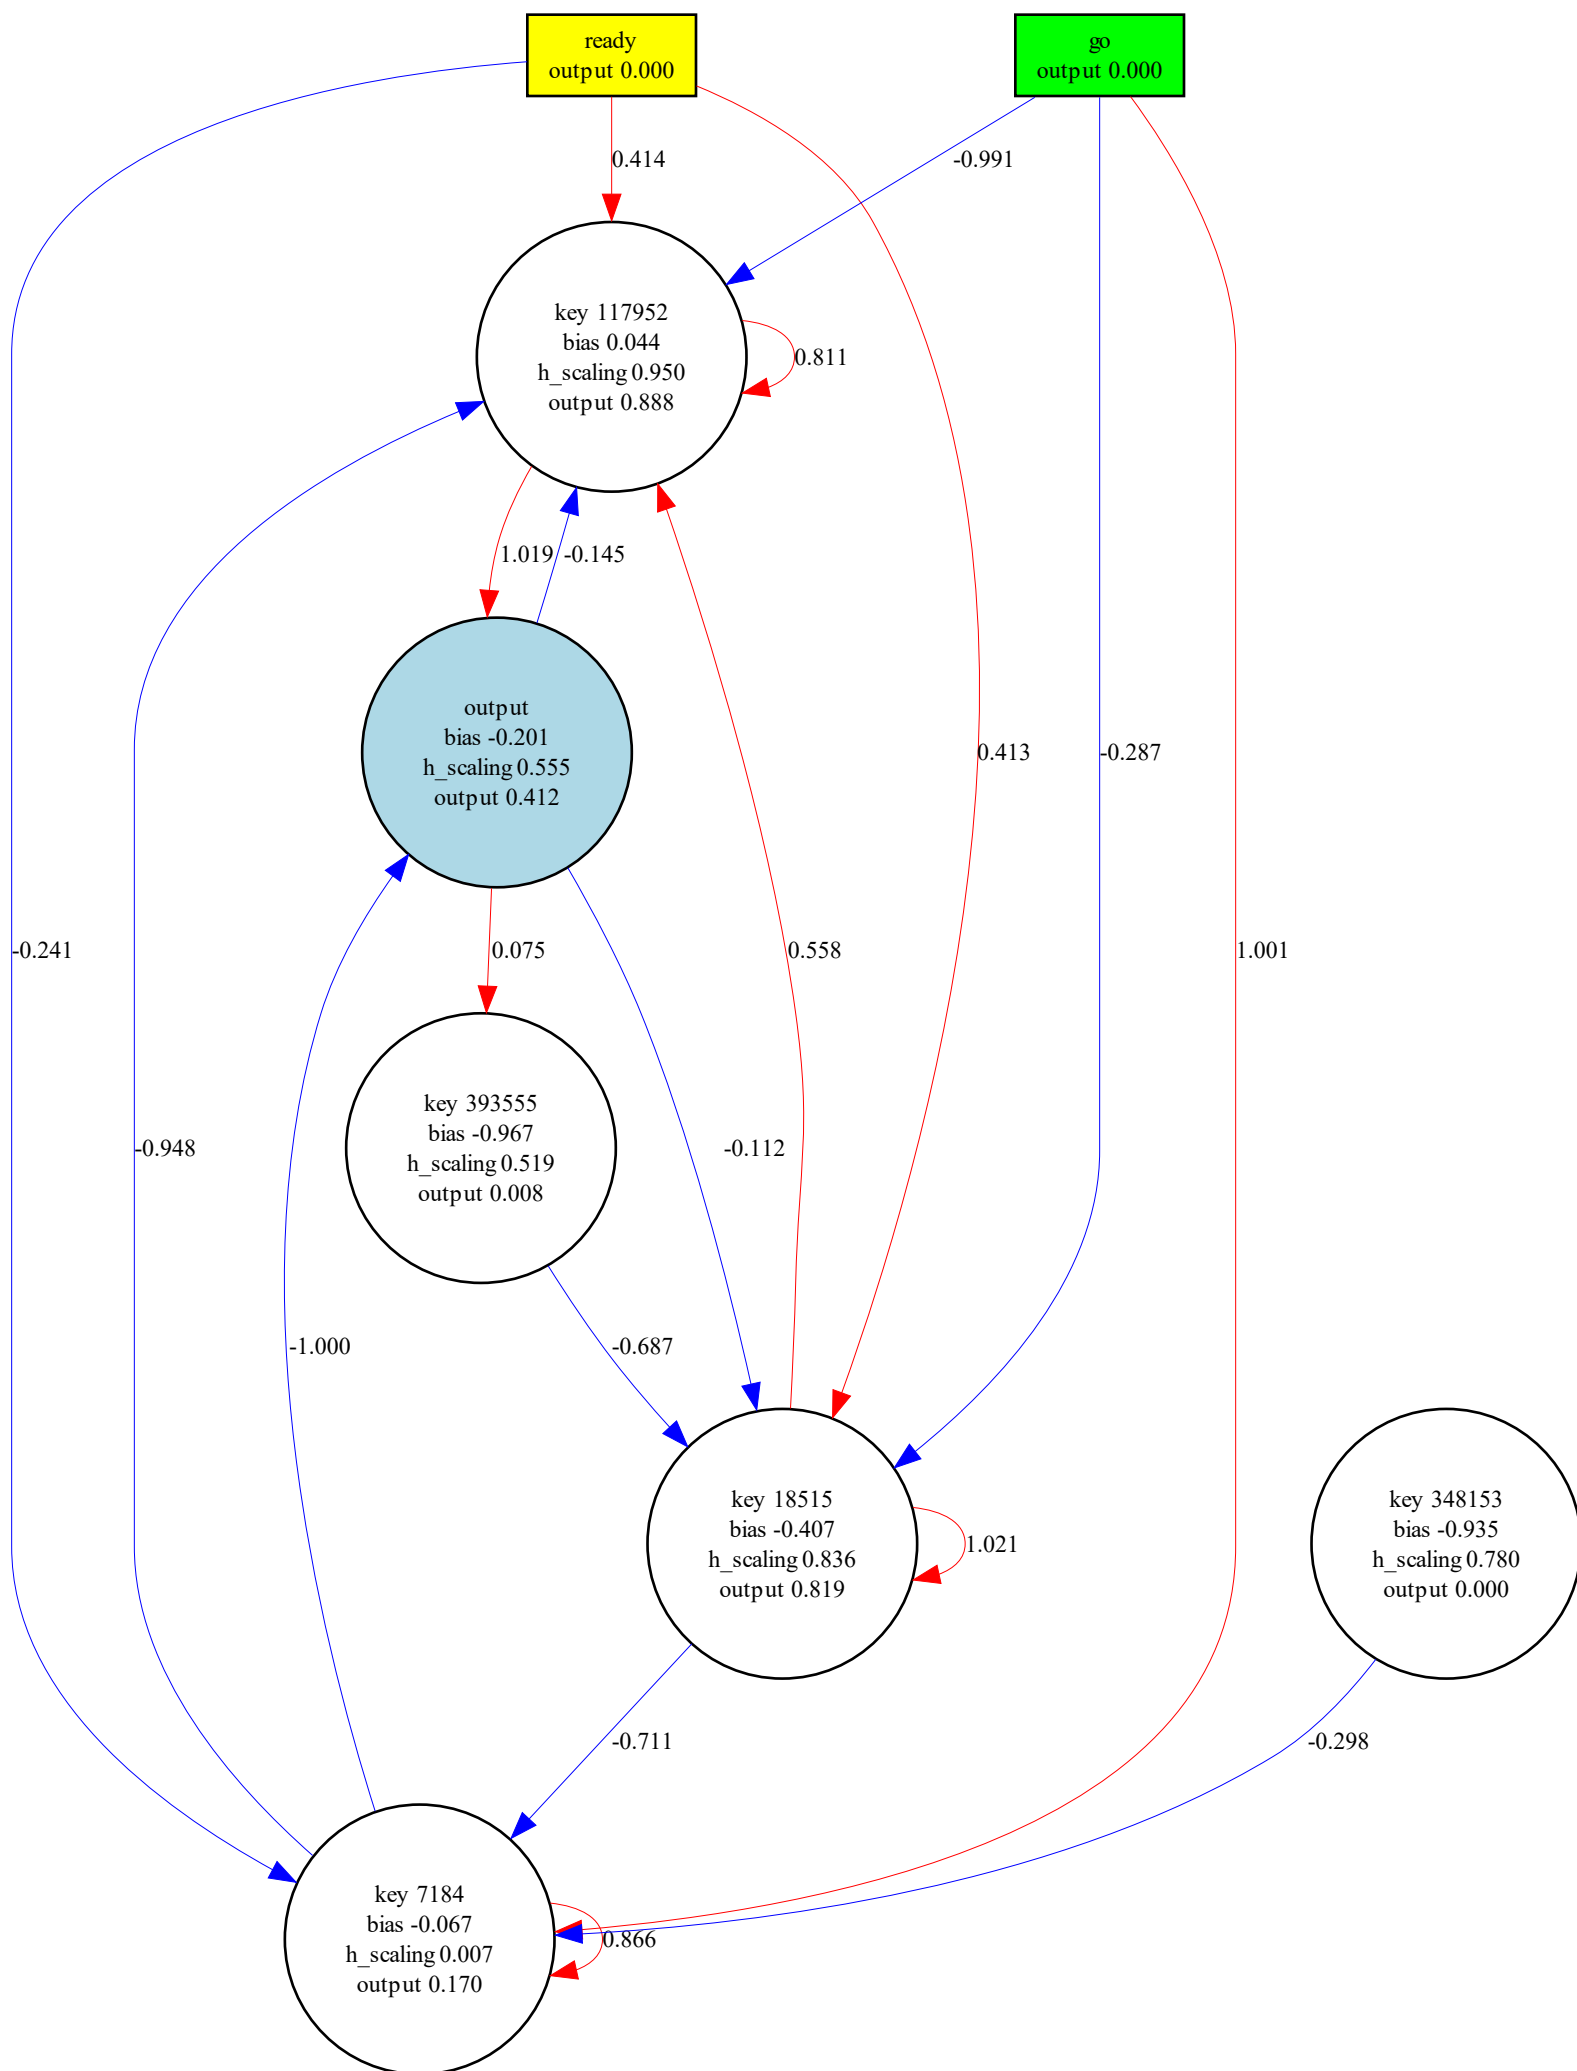 ready
output 0.000
go
output 0.000
0.414
-0.991
key 117952
bias 0.044
h_scaling 0.950
output 0.888
0.811
1.019
-0.145
output
bias -0.201
h_scaling 0.555
output 0.412
0.413
-0.287
-0.241
0.075
0.558
1.001
key 393555
bias -0.967
h_scaling 0.519
output 0.008
-0.948
-0.112
-1.000
-0.687
key 18515
bias -0.407
h_scaling 0.836
output 0.819
1.021
key 348153
bias -0.935
h_scaling 0.780
output 0.000
-0.711
-0.298
key 7184
bias -0.067
h_scaling 0.007
output 0.170
0.866